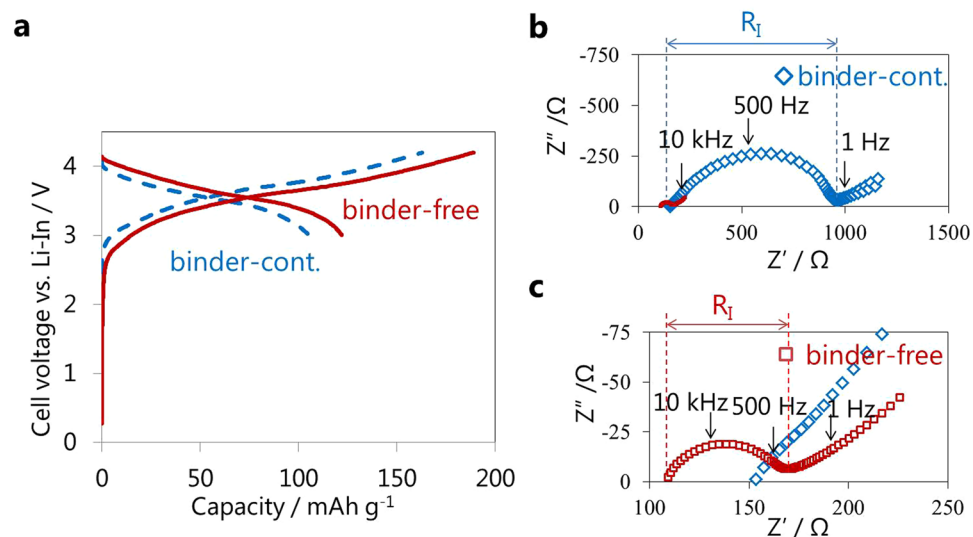 a
Cell voltage vs. Li-In / V
5
4
3
2
1
0
0
50
100
150
200
Capacity / mAh g⁻¹
binder-free
binder-cont.
b
R_I
-750
-500
-250
0
Z″ /Ω
binder-cont.
500 Hz
10 kHz
1 Hz
0
500
1000
1500
Z′ / Ω
c
R_I
-75
-50
-25
0
Z″ /Ω
binder-free
10 kHz
500 Hz
1 Hz
100
150
200
250
Z′ / Ω